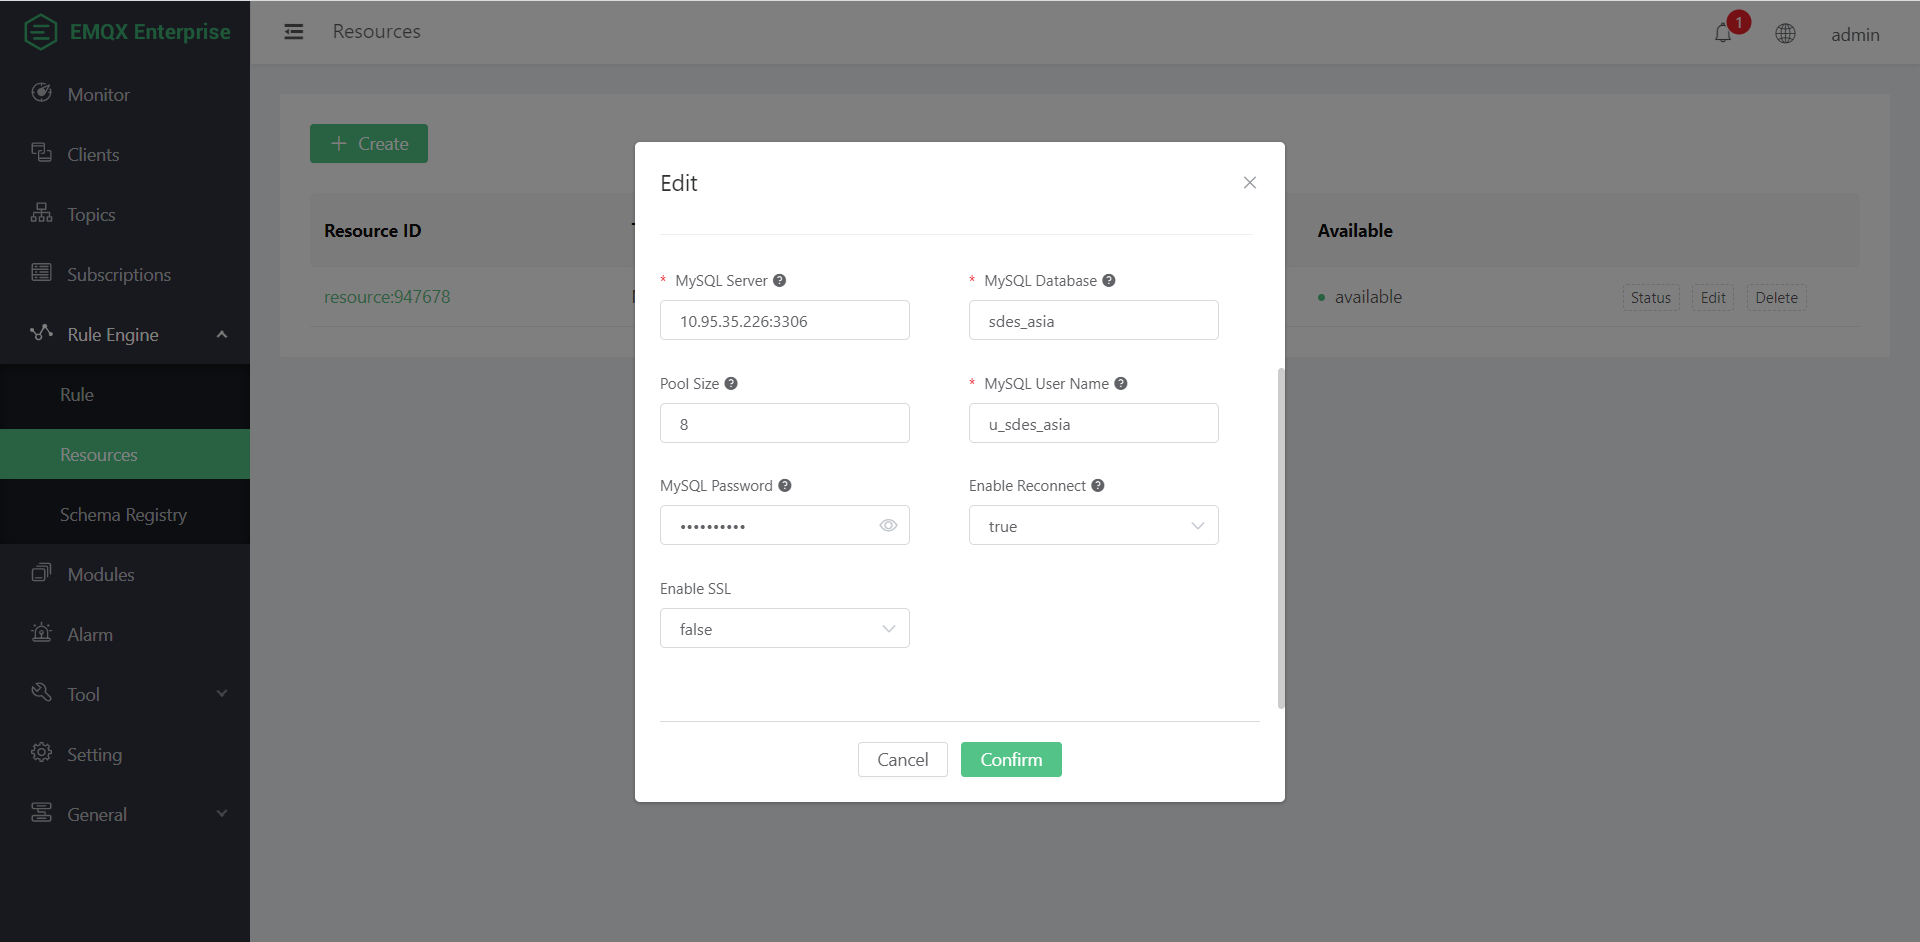 EMQX Enterprise
Resources
1
admin
Monitor
Clients
Topics
Subscriptions
Rule Engine
Rule
Resources
Schema Registry
Modules
Alarm
Tool
Setting
General
+ Create
Resource ID
Available
resource:947678
available
Status
Edit
Delete
Edit
* MySQL Server
* MySQL Database
10.95.35.226:3306
sdes_asia
Pool Size
* MySQL User Name
8
u_sdes_asia
MySQL Password
Enable Reconnect
••••••••••
true
Enable SSL
false
Cancel
Confirm